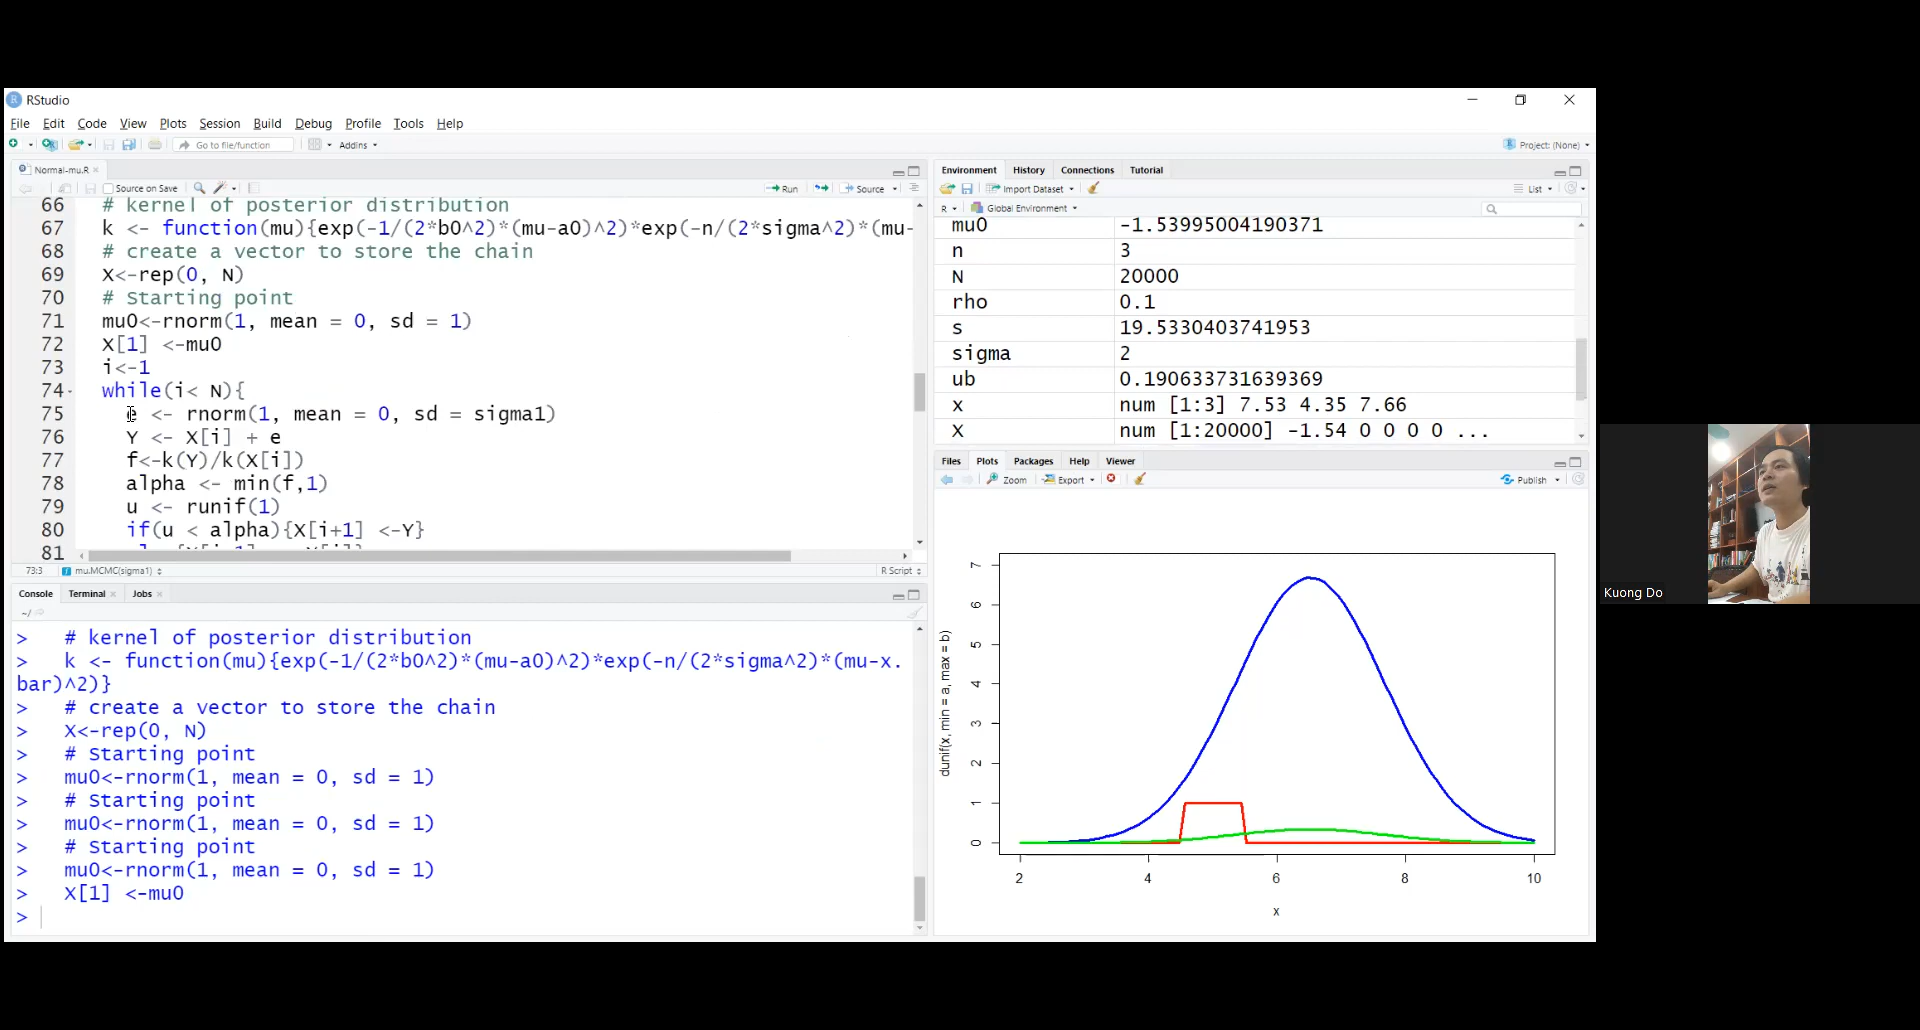 RStudio
File Edit Code View Plots Session Build Debug Profile Tools Help
Go to file/function Addins Project: (None)
Normal-mu.R
Source on Save Run Source
66 # kernel of posterior distribution
67 k <- function(mu){exp(-1/(2*b0^2)*(mu-a0)^2)*exp(-n/(2*sigma^2)*(mu-
68 # create a vector to store the chain
69 X<-rep(0, N)
70 # Starting point
71 mu0<-rnorm(1, mean = 0, sd = 1)
72 X[1] <-mu0
73 i<-1
74 while(i< N){
75 e <- rnorm(1, mean = 0, sd = sigma1)
76 Y <- X[i] + e
77 f<-k(Y)/k(X[i])
78 alpha <- min(f,1)
79 u <- runif(1)
80 if(u < alpha){X[i+1] <-Y}
81
73:3 mu.MCMC(sigma1) R Script
Console Terminal Jobs
~/
> # kernel of posterior distribution
> k <- function(mu){exp(-1/(2*b0^2)*(mu-a0)^2)*exp(-n/(2*sigma^2)*(mu-x.
bar)^2)}
> # create a vector to store the chain
> X<-rep(0, N)
> # Starting point
> mu0<-rnorm(1, mean = 0, sd = 1)
> # Starting point
> mu0<-rnorm(1, mean = 0, sd = 1)
> # Starting point
> mu0<-rnorm(1, mean = 0, sd = 1)
> X[1] <-mu0
>
Environment History Connections Tutorial
Import Dataset List
R Global Environment
mu0 -1.53995004190371
n 3
N 20000
rho 0.1
s 19.5330403741953
sigma 2
ub 0.190633731639369
x num [1:3] 7.53 4.35 7.66
X num [1:20000] -1.54 0 0 0 0 ...
Files Plots Packages Help Viewer
Zoom Export Publish
dunif(x, min = a, max = b)
7
6
5
4
3
2
1
0
2 4 6 8 10
x
Kuong Do